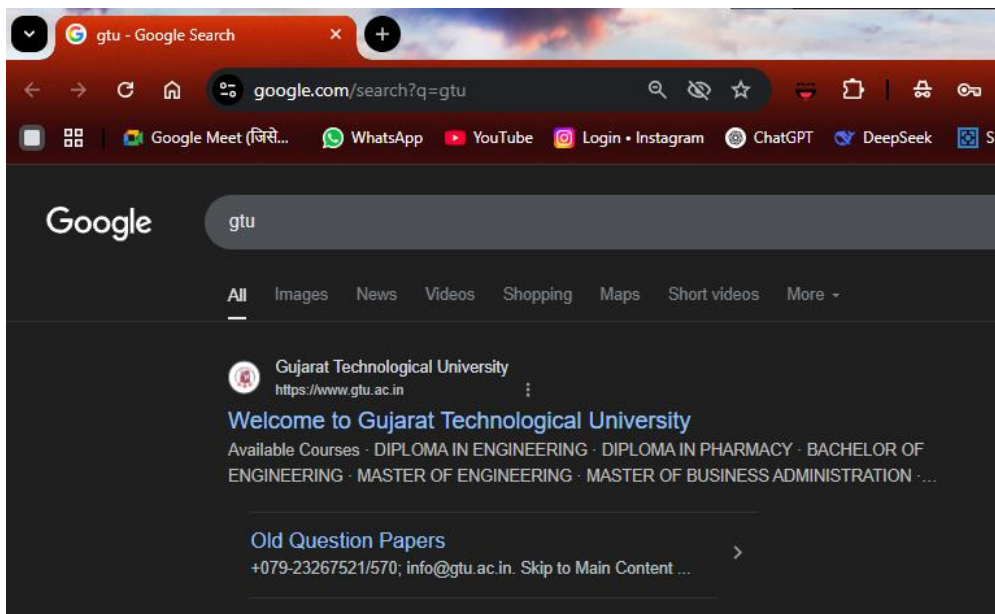 gtu - Google Search
google.com/search?q=gtu
Google Meet (जिसे... WhatsApp YouTube Login • Instagram ChatGPT DeepSeek S
Google gtu
All Images News Videos Shopping Maps Short videos More
Gujarat Technological University
https://www.gtu.ac.in
Welcome to Gujarat Technological University
Available Courses · DIPLOMA IN ENGINEERING · DIPLOMA IN PHARMACY · BACHELOR OF
ENGINEERING · MASTER OF ENGINEERING · MASTER OF BUSINESS ADMINISTRATION ·...
Old Question Papers
+079-23267521/570; info@gtu.ac.in. Skip to Main Content ...